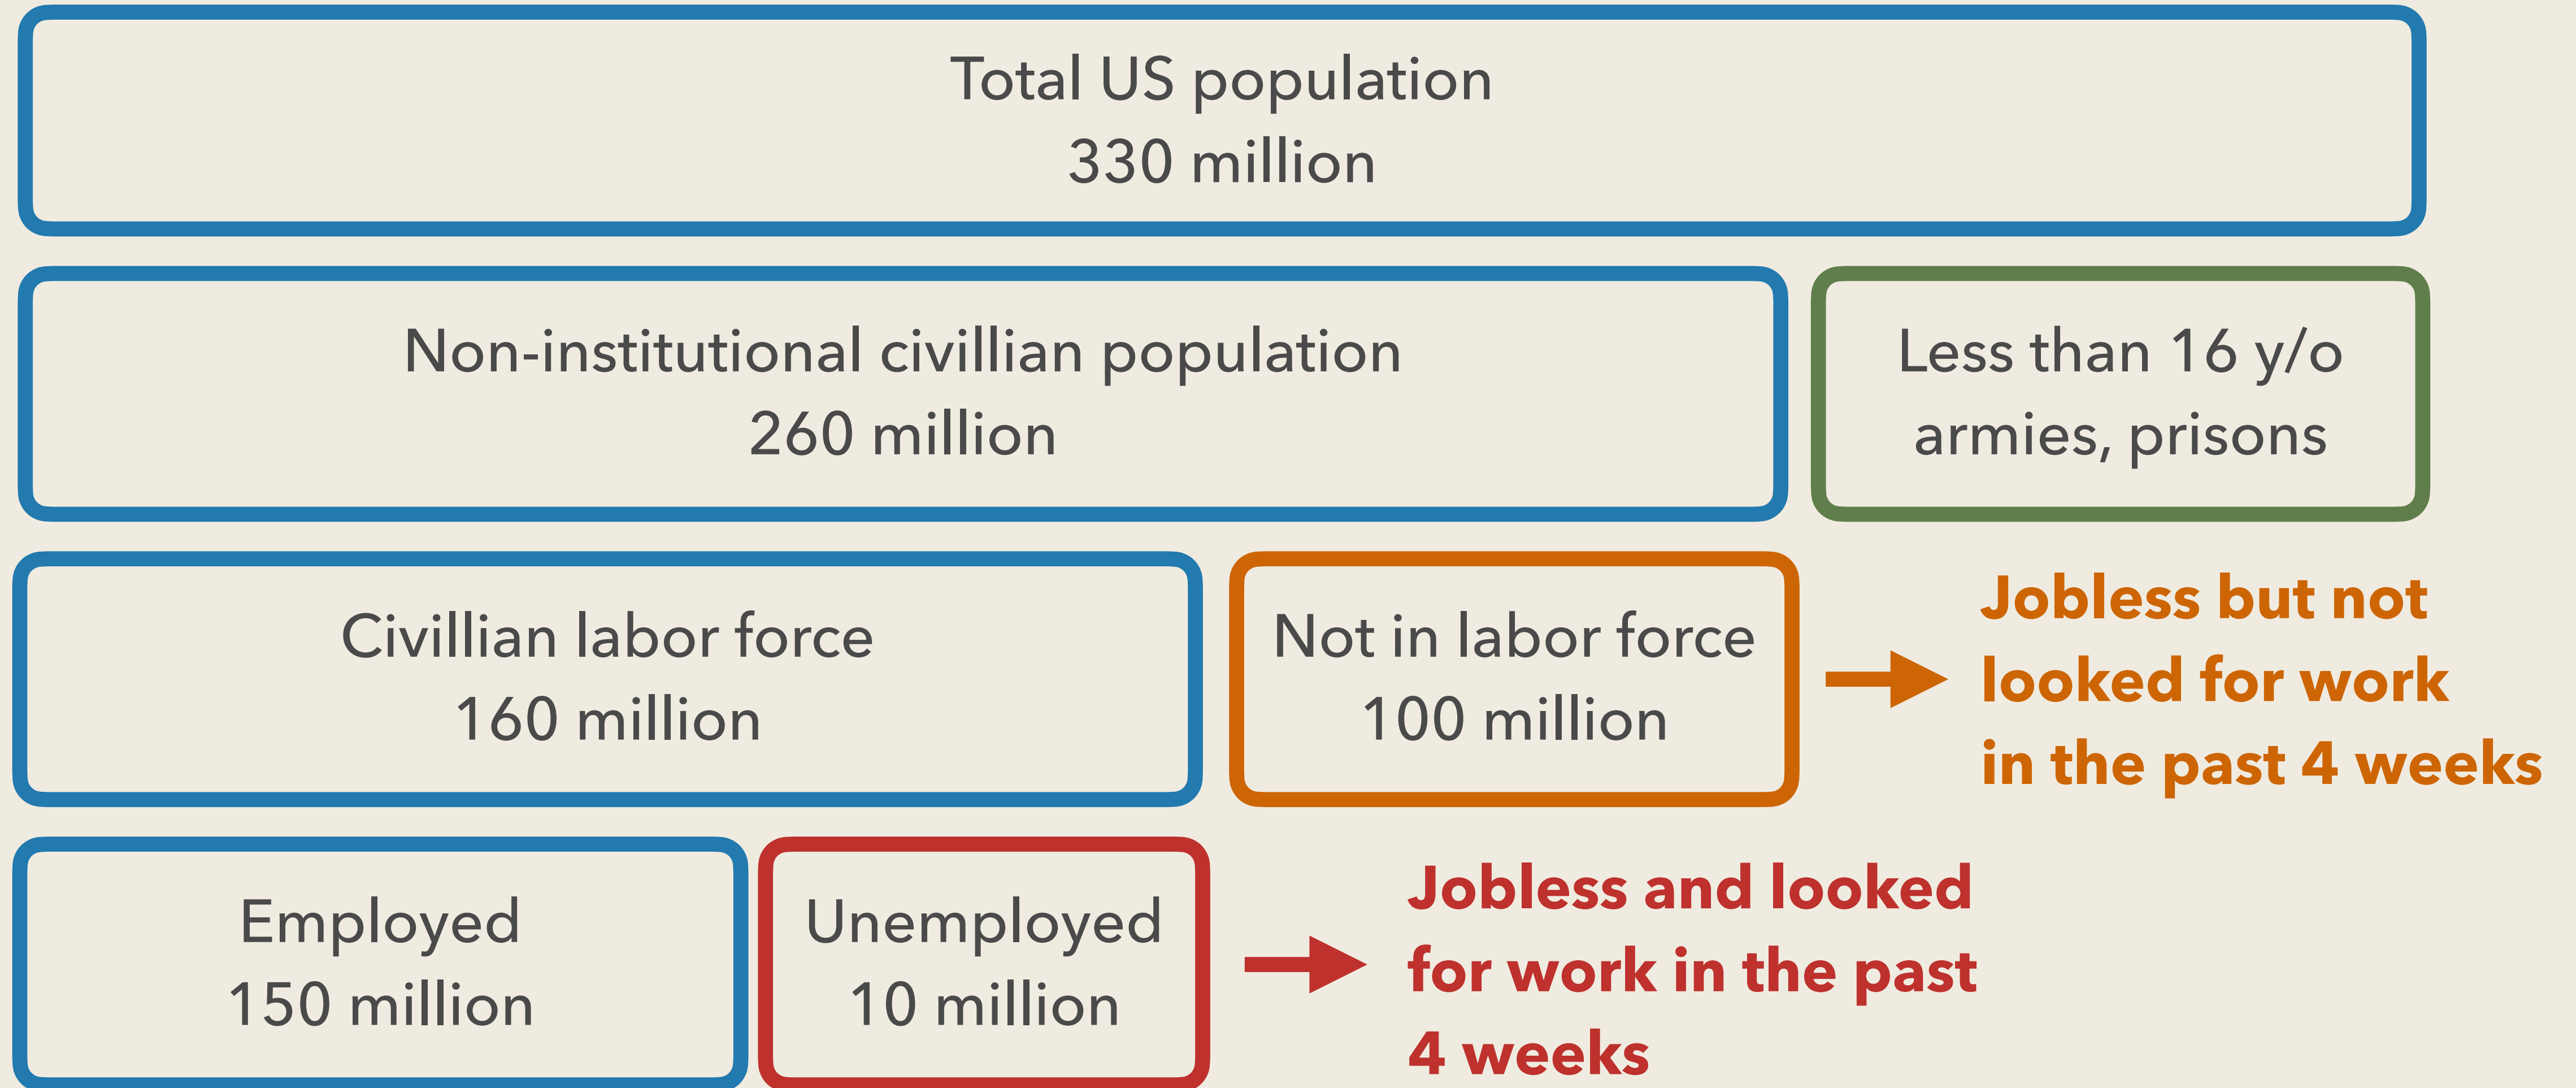 Total US population
330 million
Non-institutional civillian population
260 million
Less than 16 y/o
armies, prisons
Civillian labor force
160 million
Not in labor force
100 million
Jobless but not
looked for work
in the past 4 weeks
Employed
150 million
Unemployed
10 million
Jobless and looked
for work in the past
4 weeks